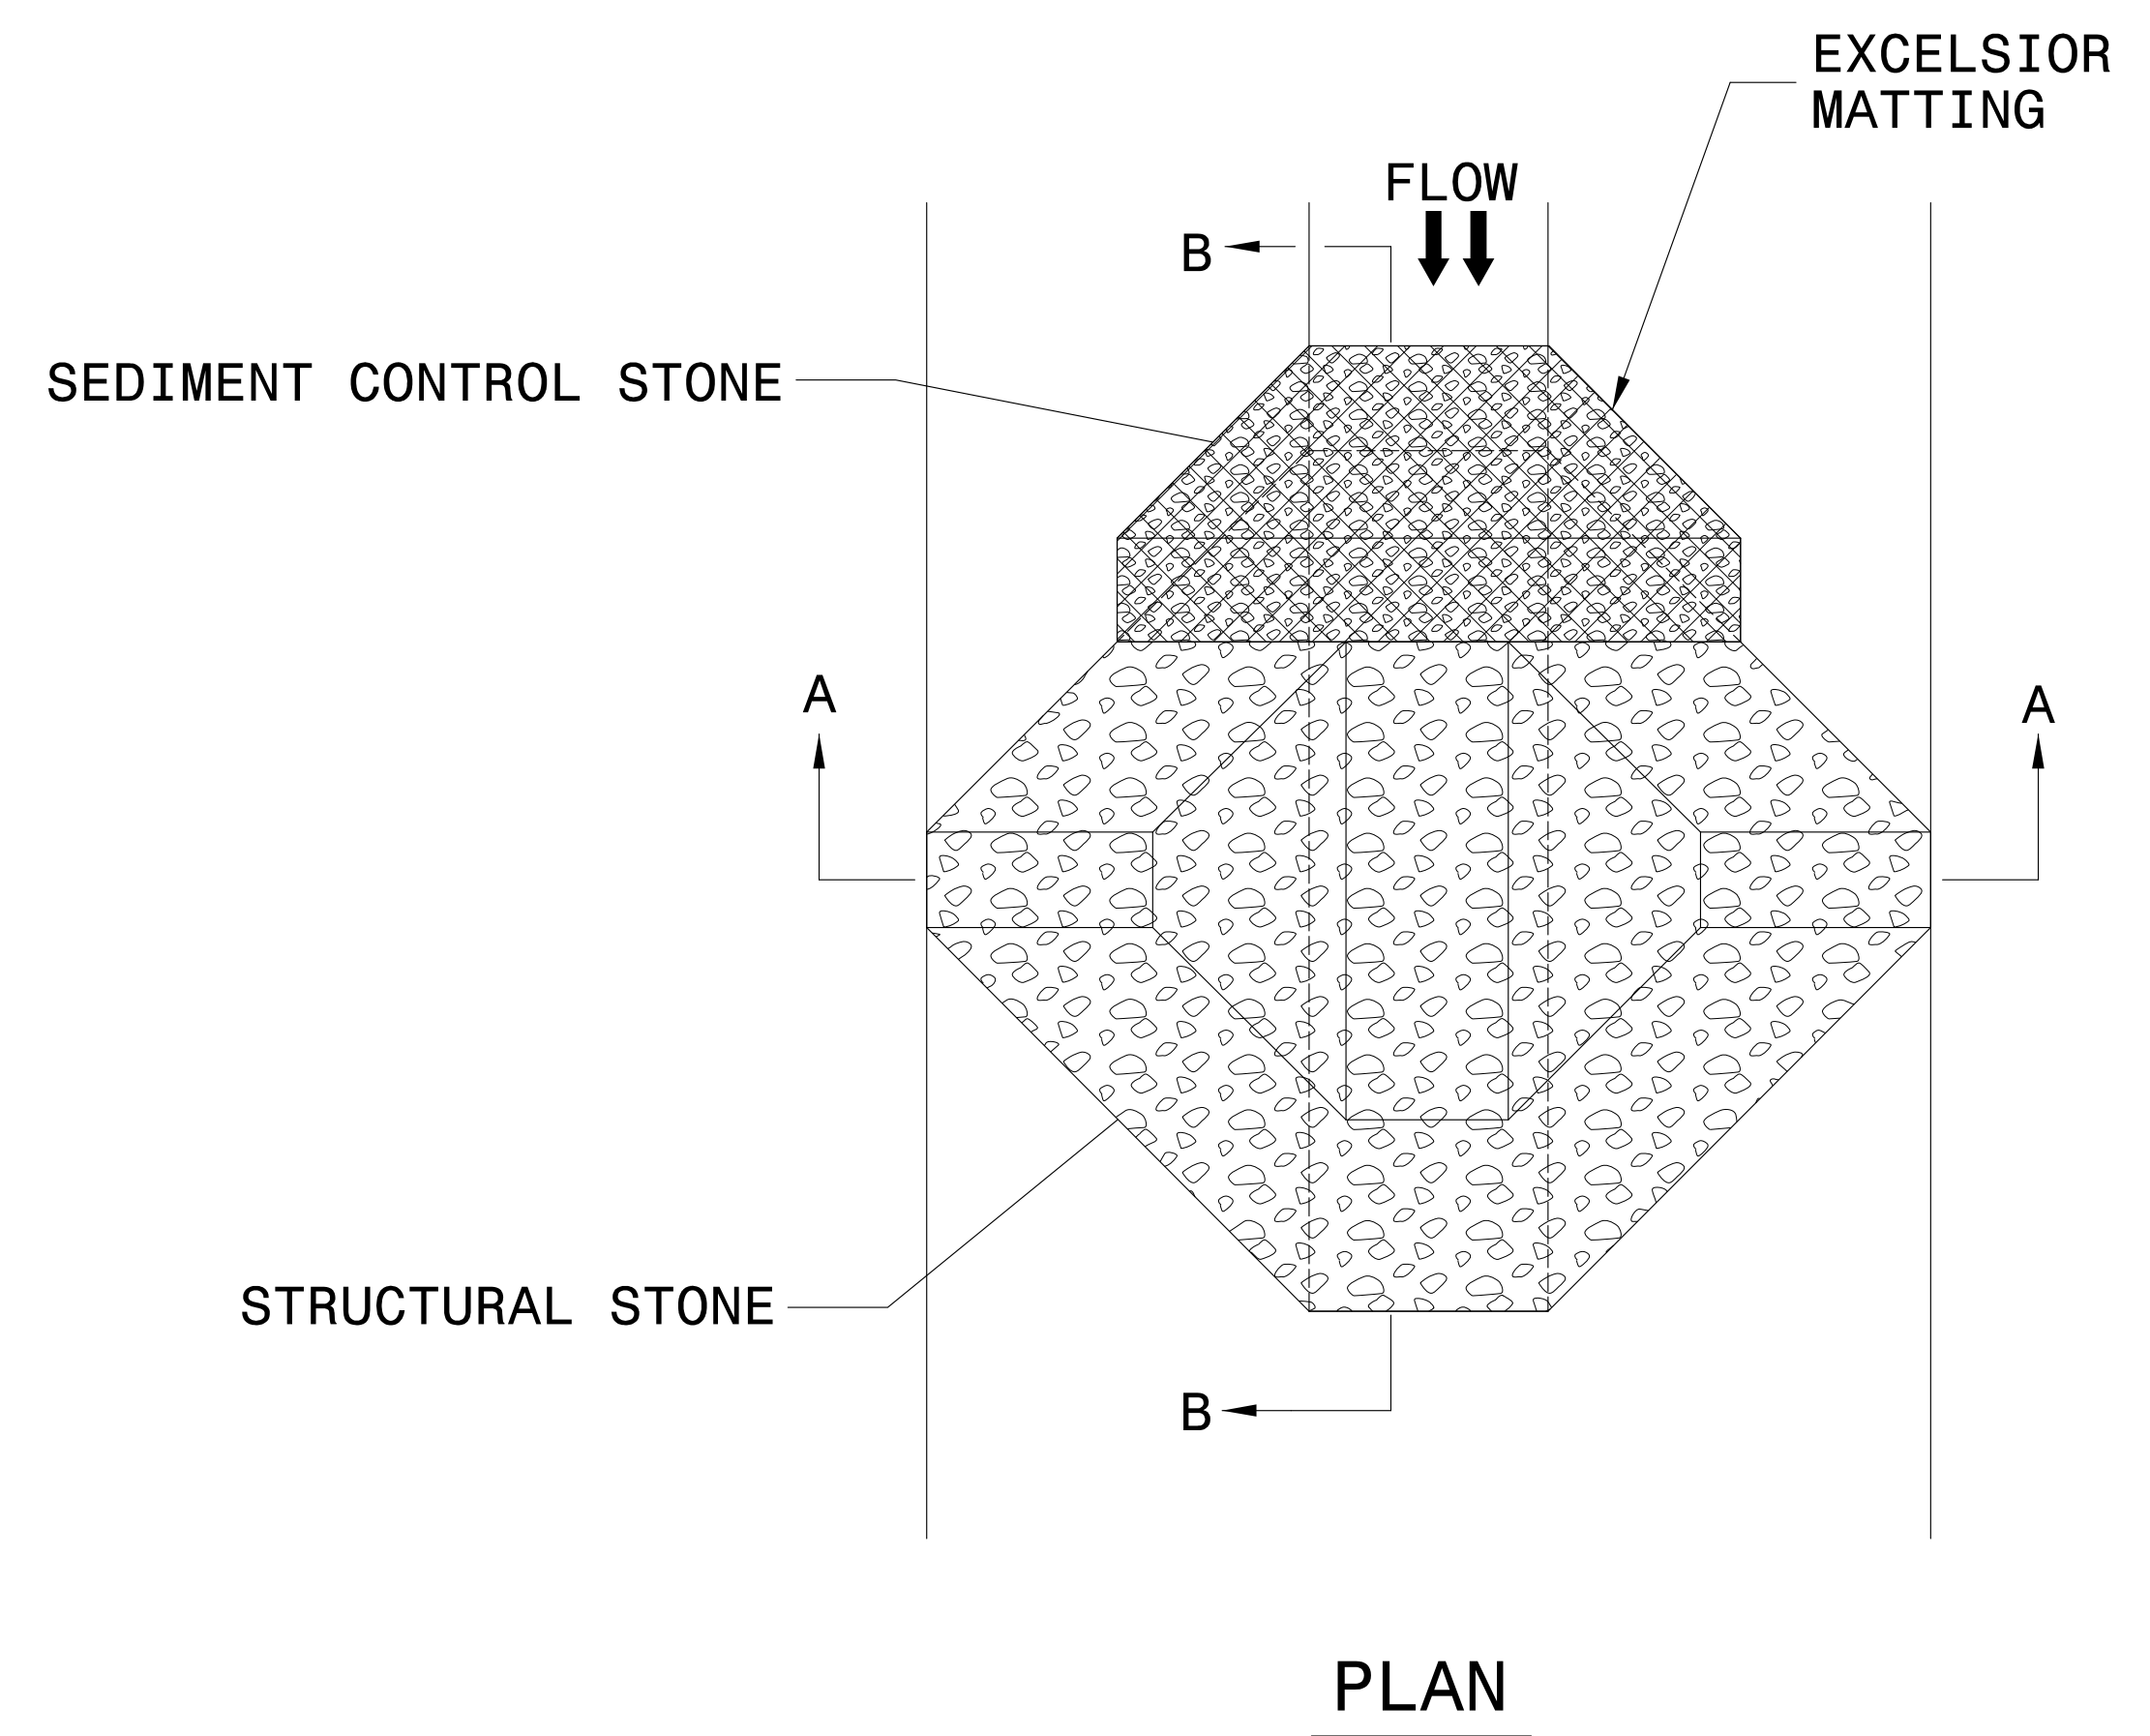 EXCELSIOR
MATTING
FLOW
B
SEDIMENT CONTROL STONE
A
A
STRUCTURAL STONE
B
PLAN